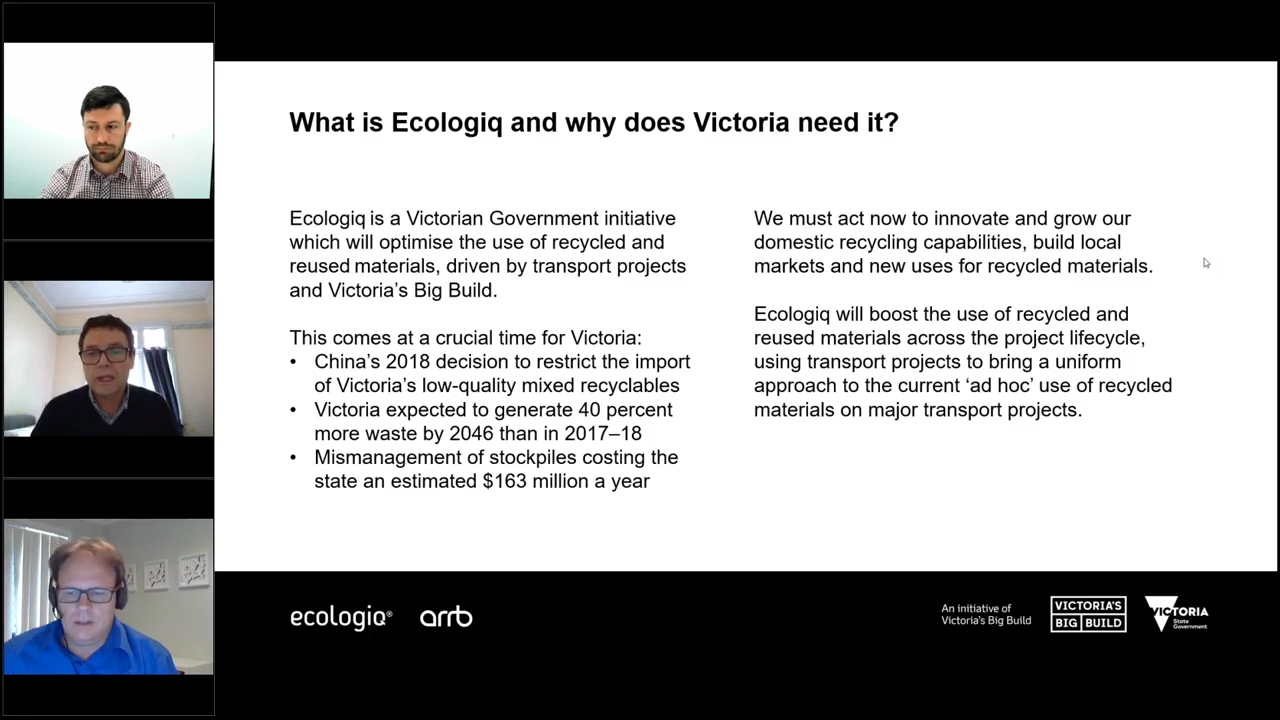 What is Ecologiq and why does Victoria need it?
Ecologiq is a Victorian Government initiative
which will optimise the use of recycled and
reused materials, driven by transport projects
and Victoria's Big Build.
This comes at a crucial time for Victoria:
• China's 2018 decision to restrict the import
of Victoria's low-quality mixed recyclables
• Victoria expected to generate 40 percent
more waste by 2046 than in 2017–18
• Mismanagement of stockpiles costing the
state an estimated $163 million a year
We must act now to innovate and grow our
domestic recycling capabilities, build local
markets and new uses for recycled materials.
Ecologiq will boost the use of recycled and
reused materials across the project lifecycle,
using transport projects to bring a uniform
approach to the current ‘ad hoc’ use of recycled
materials on major transport projects.
ecologiq®
arrb
An initiative of
Victoria's Big Build
VICTORIA'S
BIG BUILD
VICTORIA
State
Government